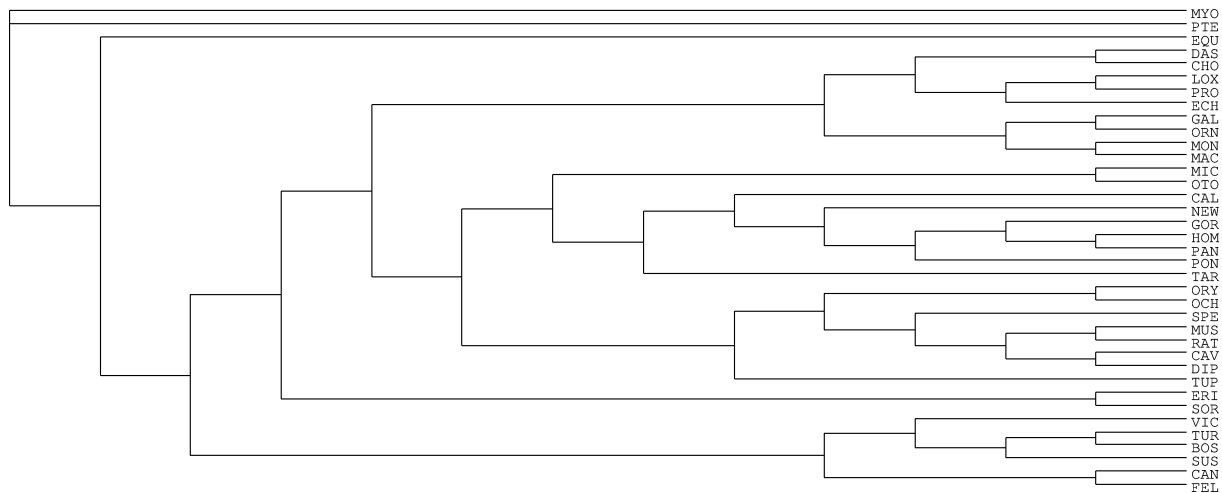 MYO
PTE
EQU
DAS
CHO
LOX
PRO
ECH
GAL
ORN
MON
MAC
MIC
OTO
CAL
NEW
GOR
HOM
PAN
PON
TAR
ORY
OCH
SPE
MUS
RAT
CAV
DIP
TUP
ERI
SOR
VIC
TUR
BOS
SUS
CAN
FEL